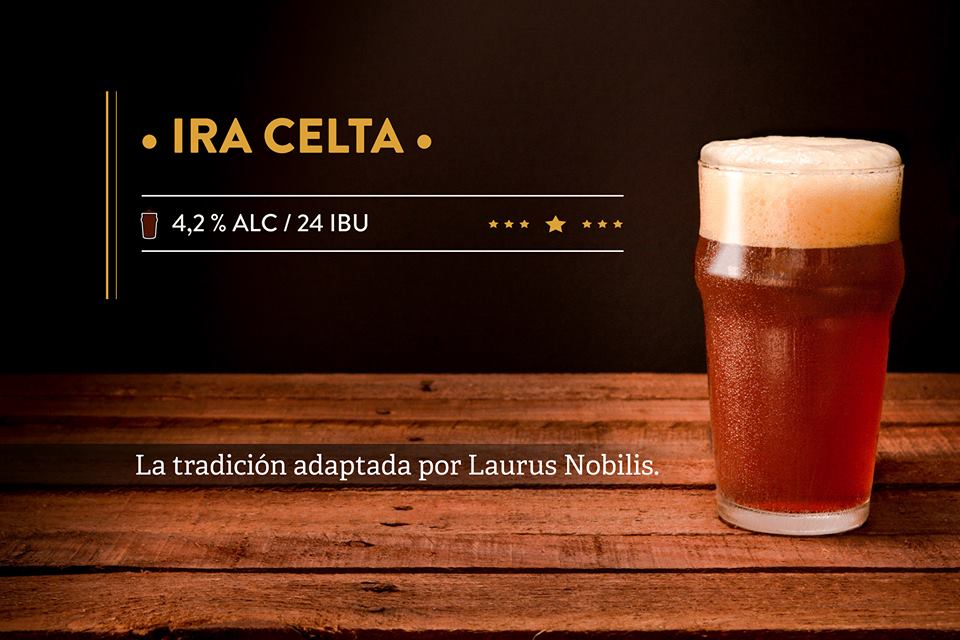 • IRA CELTA •
4,2 % ALC / 24 IBU
La tradición adaptada por Laurus Nobilis.